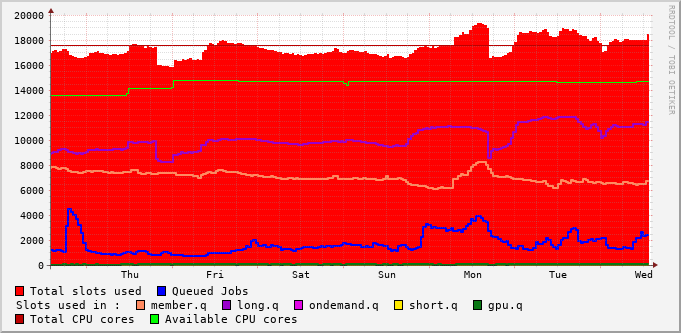 20000
18000
16000
14000
12000
10000
8000
6000
4000
2000
0
Thu Fri Sat Sun Mon Tue Wed
Total slots used Queued Jobs
Slots used in : member.q long.q ondemand.q short.q gpu.q
Total CPU cores Available CPU cores
RRDTOOL / TOBI OETIKER